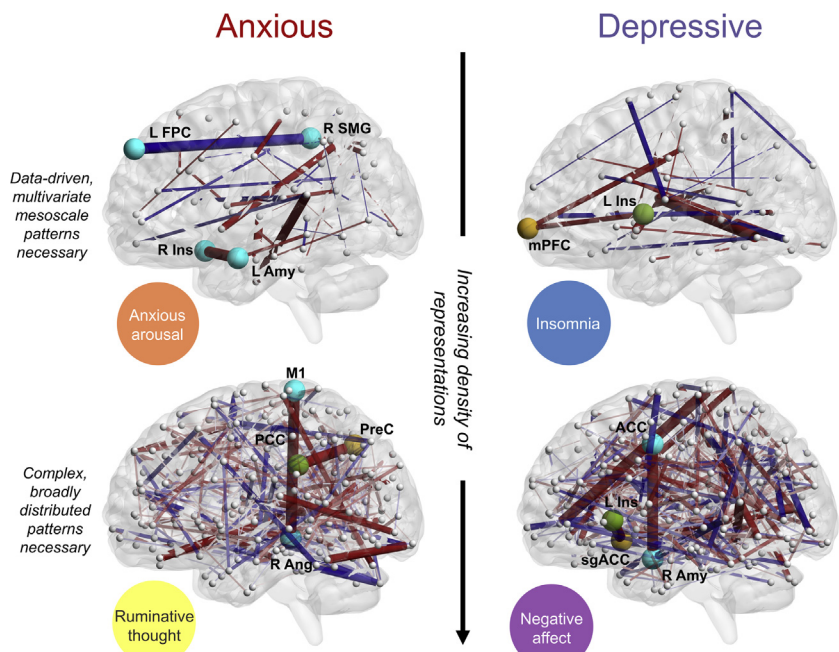 Anxious
Depressive
L FPC
R SMG
Data-driven,
multivariate
mesoscale
patterns
necessary
R Ins
L Amy
L Ins
mPFC
Anxious
arousal
Insomnia
Increasing density of
representations
M1
PCC
PreC
ACC
Complex,
broadly
distributed
patterns
necessary
L Ins
sgACC
R Ang
R Amy
Ruminative
thought
Negative
affect